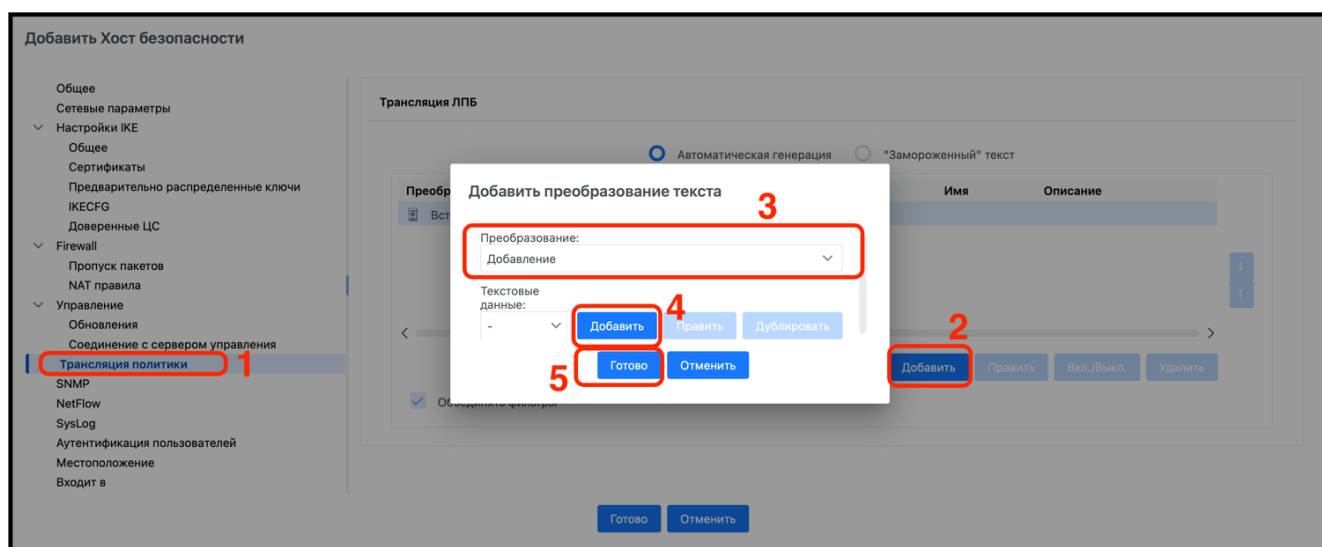 Добавить Хост безопасности
Общее
Сетевые параметры
Настройки IKE
Общее
Сертификаты
Предварительно распределенные ключи
IKECFG
Доверенные ЦС
Firewall
Пропуск пакетов
NAT правила
Управление
Обновления
Соединение с сервером управления
Трансляция политики 1
SNMP
NetFlow
SysLog
Аутентификация пользователей
Местоположение
Входит в
Трансляция ЛПБ
Автоматическая генерация "Замороженный" текст
Имя Описание
Добавить преобразование текста
3
Преобразование:
Добавление
Текстовые
данные:
4
- Добавить Править Дублировать
5 Готово Отменить
2
Добавить Править Вкл./Выкл. Удалить
Объединять фильтры
Готово Отменить